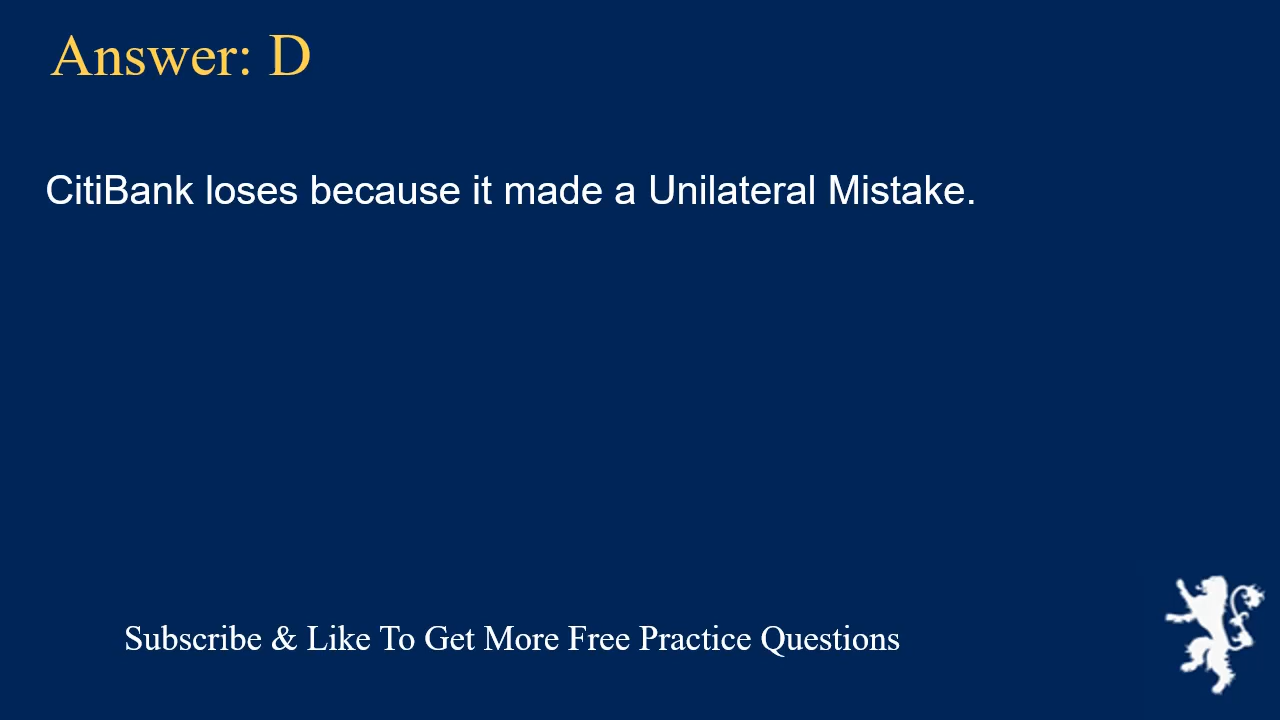 Answer: D
CitiBank loses because it made a Unilateral Mistake.
Subscribe & Like To Get More Free Practice Questions